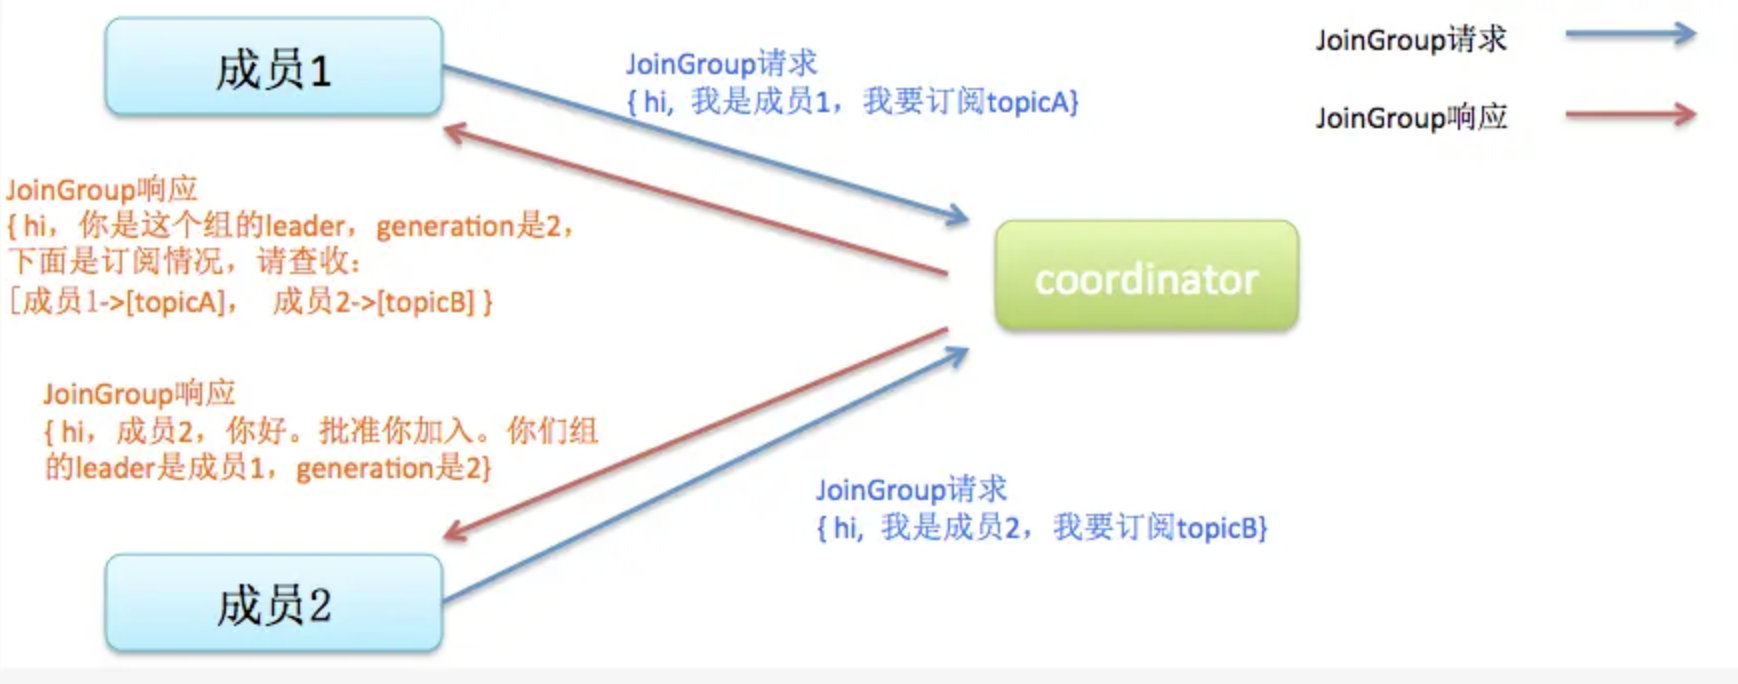 成员1
JoinGroup请求
{ hi, 我是成员1，我要订阅topicA}
JoinGroup请求
JoinGroup响应
JoinGroup响应
{ hi，你是这个组的leader，generation是2，
下面是订阅情况，请查收：
[成员1->[topicA]， 成员2->[topicB] }
coordinator
JoinGroup响应
{ hi，成员2，你好。批准你加入。你们组
的leader是成员1，generation是2}
JoinGroup请求
{ hi, 我是成员2，我要订阅topicB}
成员2